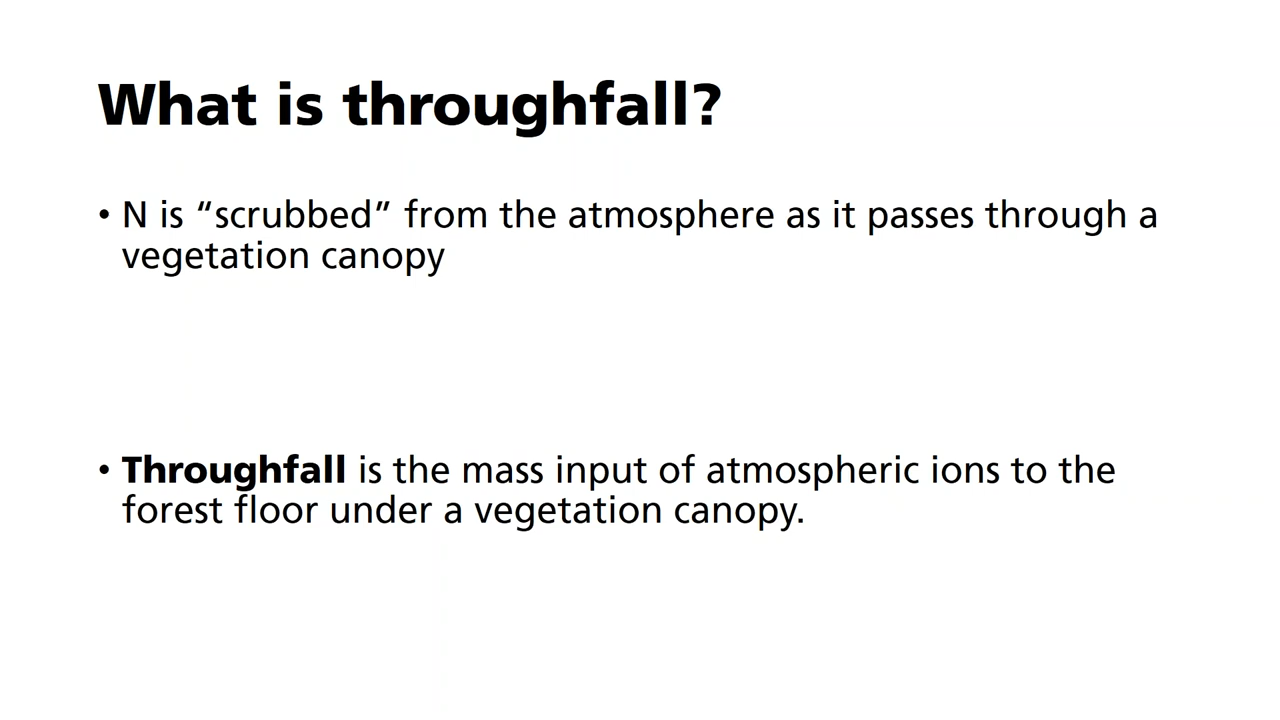 What is throughfall?
• N is “scrubbed” from the atmosphere as it passes through a
vegetation canopy
• Throughfall is the mass input of atmospheric ions to the
forest floor under a vegetation canopy.